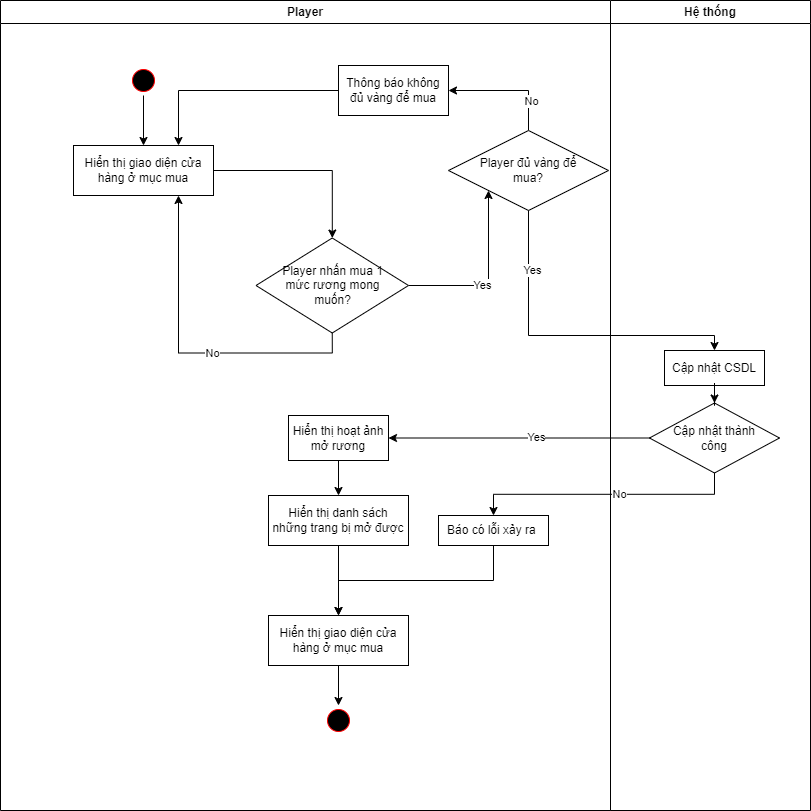 Player
Hệ thống
Thông báo không
đủ vàng để mua
No
Hiển thị giao diện cửa
hàng ở mục mua
Player đủ vàng để
mua?
Player nhấn mua 1
mức rương mong
muốn?
Yes
Yes
No
Cập nhật CSDL
Hiển thị hoạt ảnh
mở rương
Yes
Cập nhật thành
công
No
Hiển thị danh sách
những trang bị mở được
Báo có lỗi xảy ra
Hiển thị giao diện cửa
hàng ở mục mua